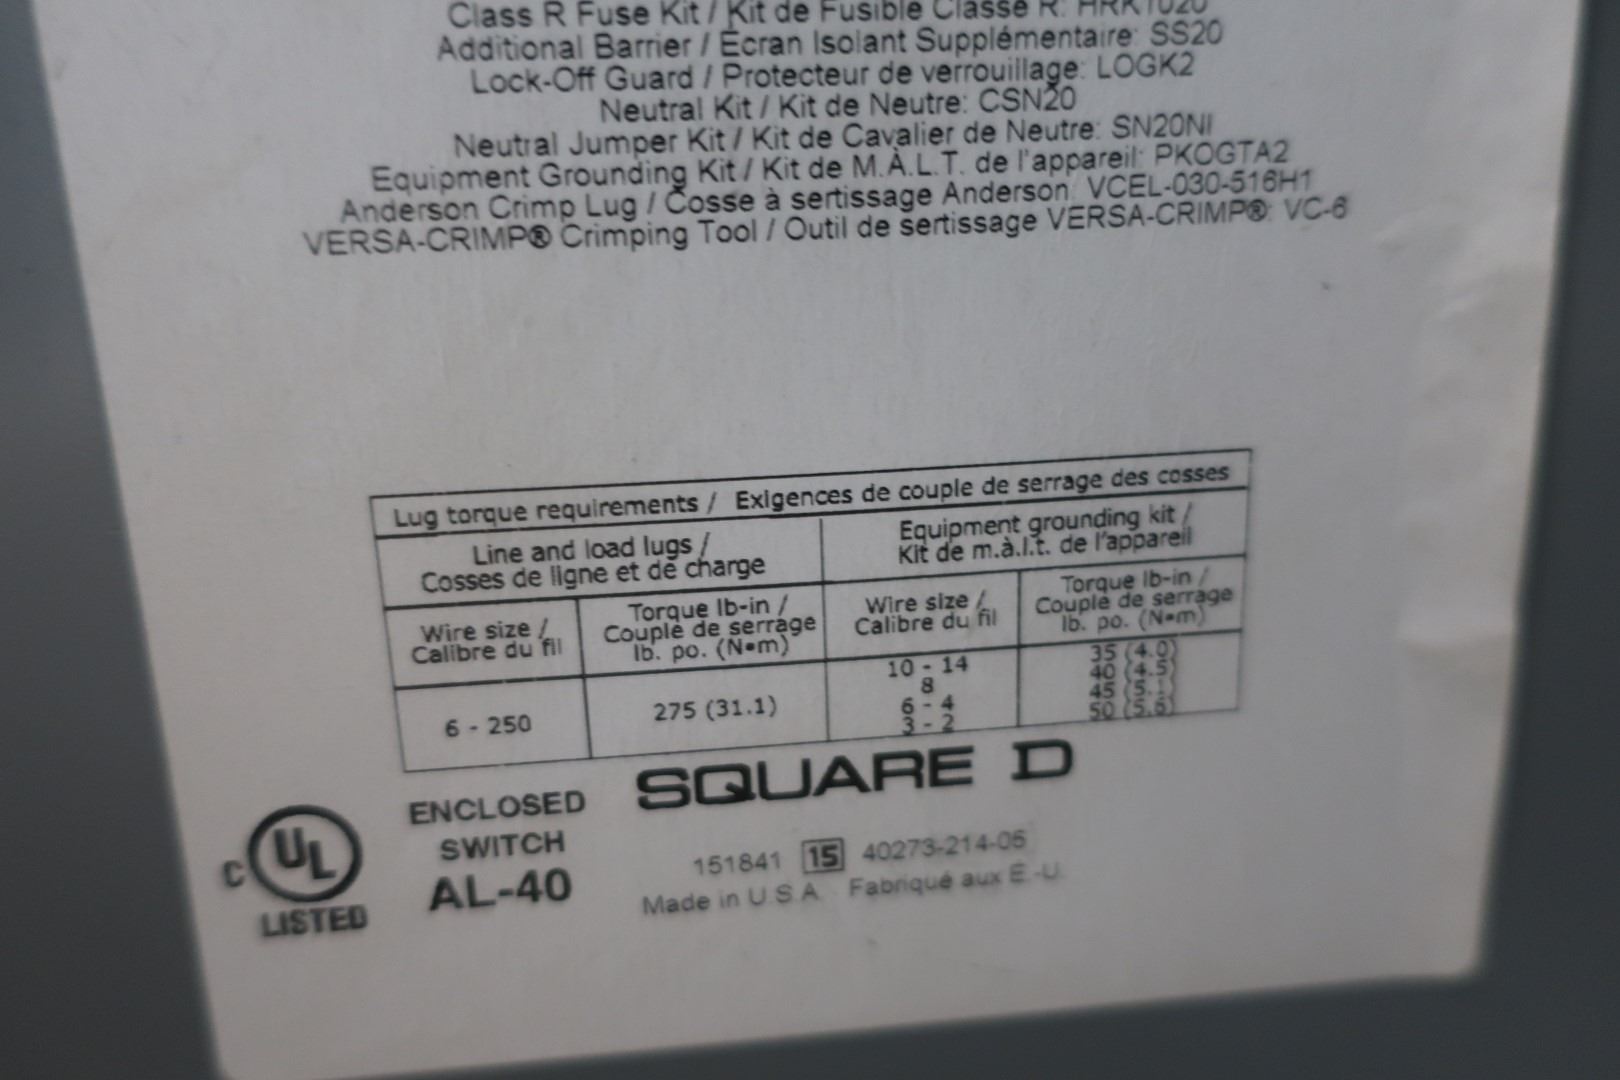 Class R Fuse Kit / Kit de Fusible Classe R: HRK1020
Additional Barrier / Écran Isolant Supplémentaire: SS20
Lock-Off Guard / Protecteur de verrouillage: LOGK2
Neutral Kit / Kit de Neutre: CSN20
Neutral Jumper Kit / Kit de Cavalier de Neutre: SN20NI
Equipment Grounding Kit / Kit de M.À.L.T. de l'appareil: PKOGTA2
Anderson Crimp Lug / Cosse à sertissage Anderson: VCEL-030-516H1
VERSA-CRIMP® Crimping Tool / Outil de sertissage VERSA-CRIMP®: VC-6
Lug torque requirements / Exigences de couple de serrage des cosses
Line and load lugs /
Cosses de ligne et de charge
Equipment grounding kit /
Kit de m.à.l.t. de l'appareil
Wire size /
Calibre du fil
Torque lb-in /
Couple de serrage
lb. po. (N•m)
Wire size /
Calibre du fil
Torque lb-in /
Couple de serrage
lb. po. (N•m)
6 - 250
275 (31.1)
10 - 14
8
6 - 4
3 - 2
35 (4.0)
40 (4.5)
45 (5.1)
50 (5.6)
C UL
LISTED
ENCLOSED
SWITCH
AL-40
SQUARE D
151841 15 40273-214-05
Made in U.S.A. Fabriqué aux É.-U.